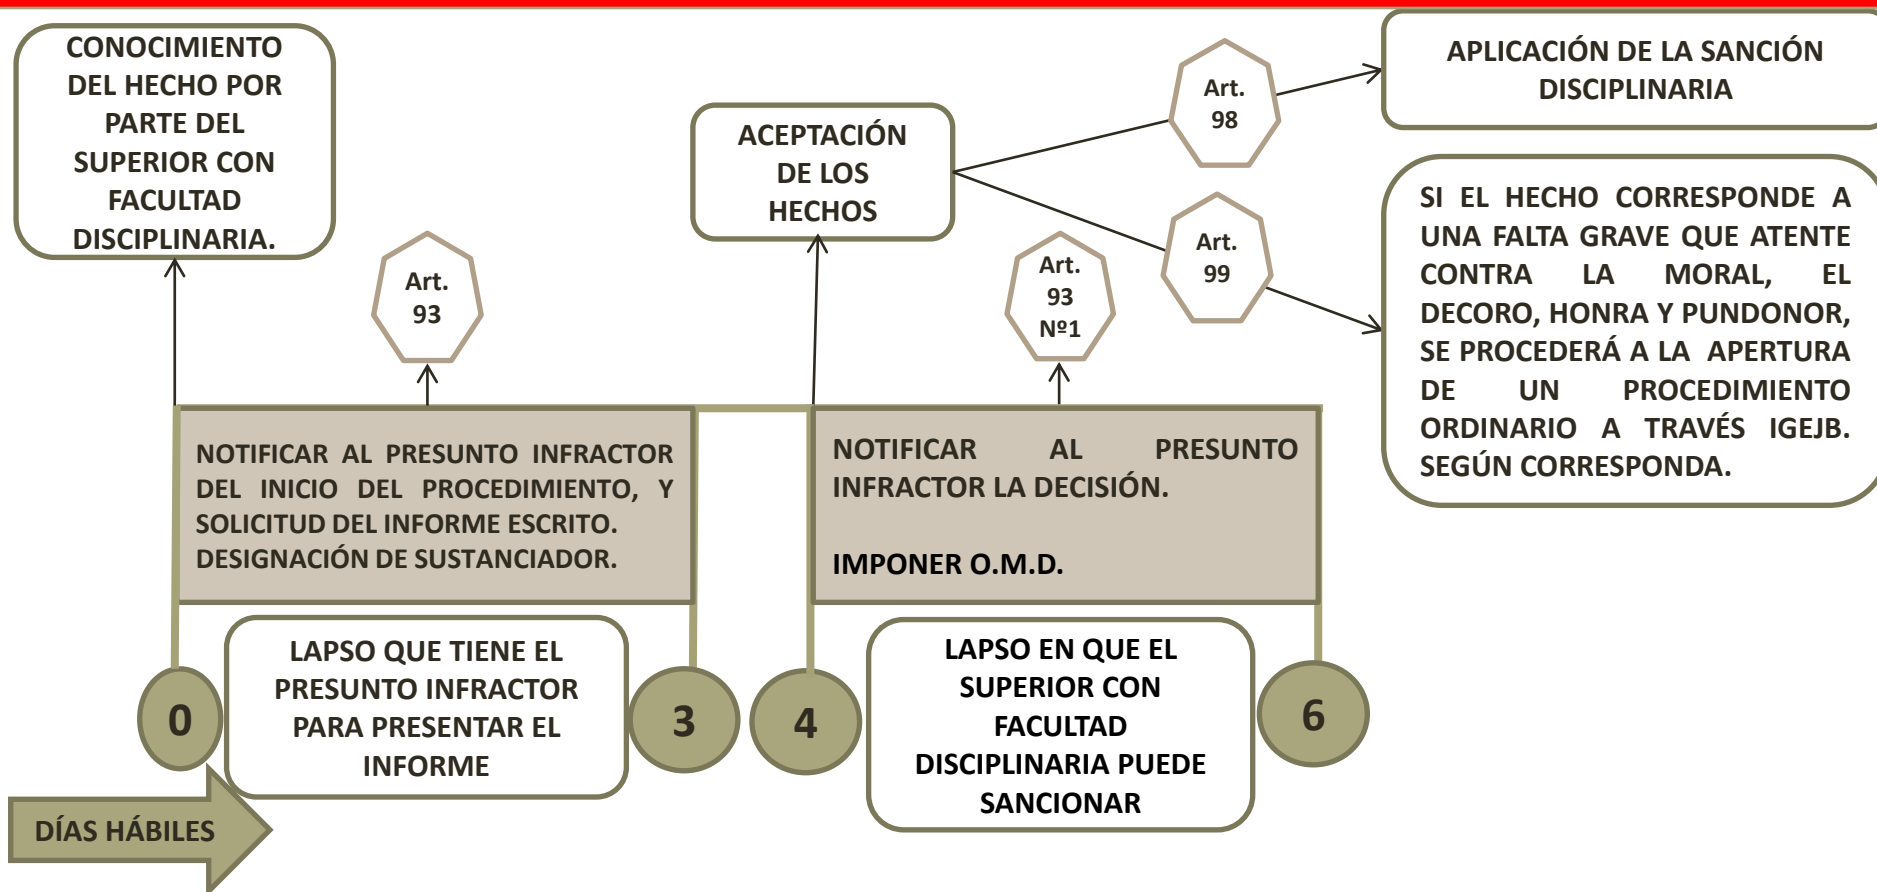 CONOCIMIENTO
DEL HECHO POR
PARTE DEL
SUPERIOR CON
FACULTAD
DISCIPLINARIA.
Art.
93
ACEPTACIÓN
DE LOS
HECHOS
Art.
98
APLICACIÓN DE LA SANCIÓN
DISCIPLINARIA
Art.
99
SI EL HECHO CORRESPONDE A
UNA FALTA GRAVE QUE ATENTE
CONTRA LA MORAL, EL
DECORO, HONRA Y PUNDONOR,
SE PROCEDERÁ A LA APERTURA
DE UN PROCEDIMIENTO
ORDINARIO A TRAVÉS IGEJB.
SEGÚN CORRESPONDA.
Art.
93
Nº1
NOTIFICAR AL PRESUNTO INFRACTOR
DEL INICIO DEL PROCEDIMIENTO, Y
SOLICITUD DEL INFORME ESCRITO.
DESIGNACIÓN DE SUSTANCIADOR.
NOTIFICAR AL PRESUNTO
INFRACTOR LA DECISIÓN.
IMPONER O.M.D.
0
LAPSO QUE TIENE EL
PRESUNTO INFRACTOR
PARA PRESENTAR EL
INFORME
3
4
LAPSO EN QUE EL
SUPERIOR CON
FACULTAD
DISCIPLINARIA PUEDE
SANCIONAR
6
DÍAS HÁBILES